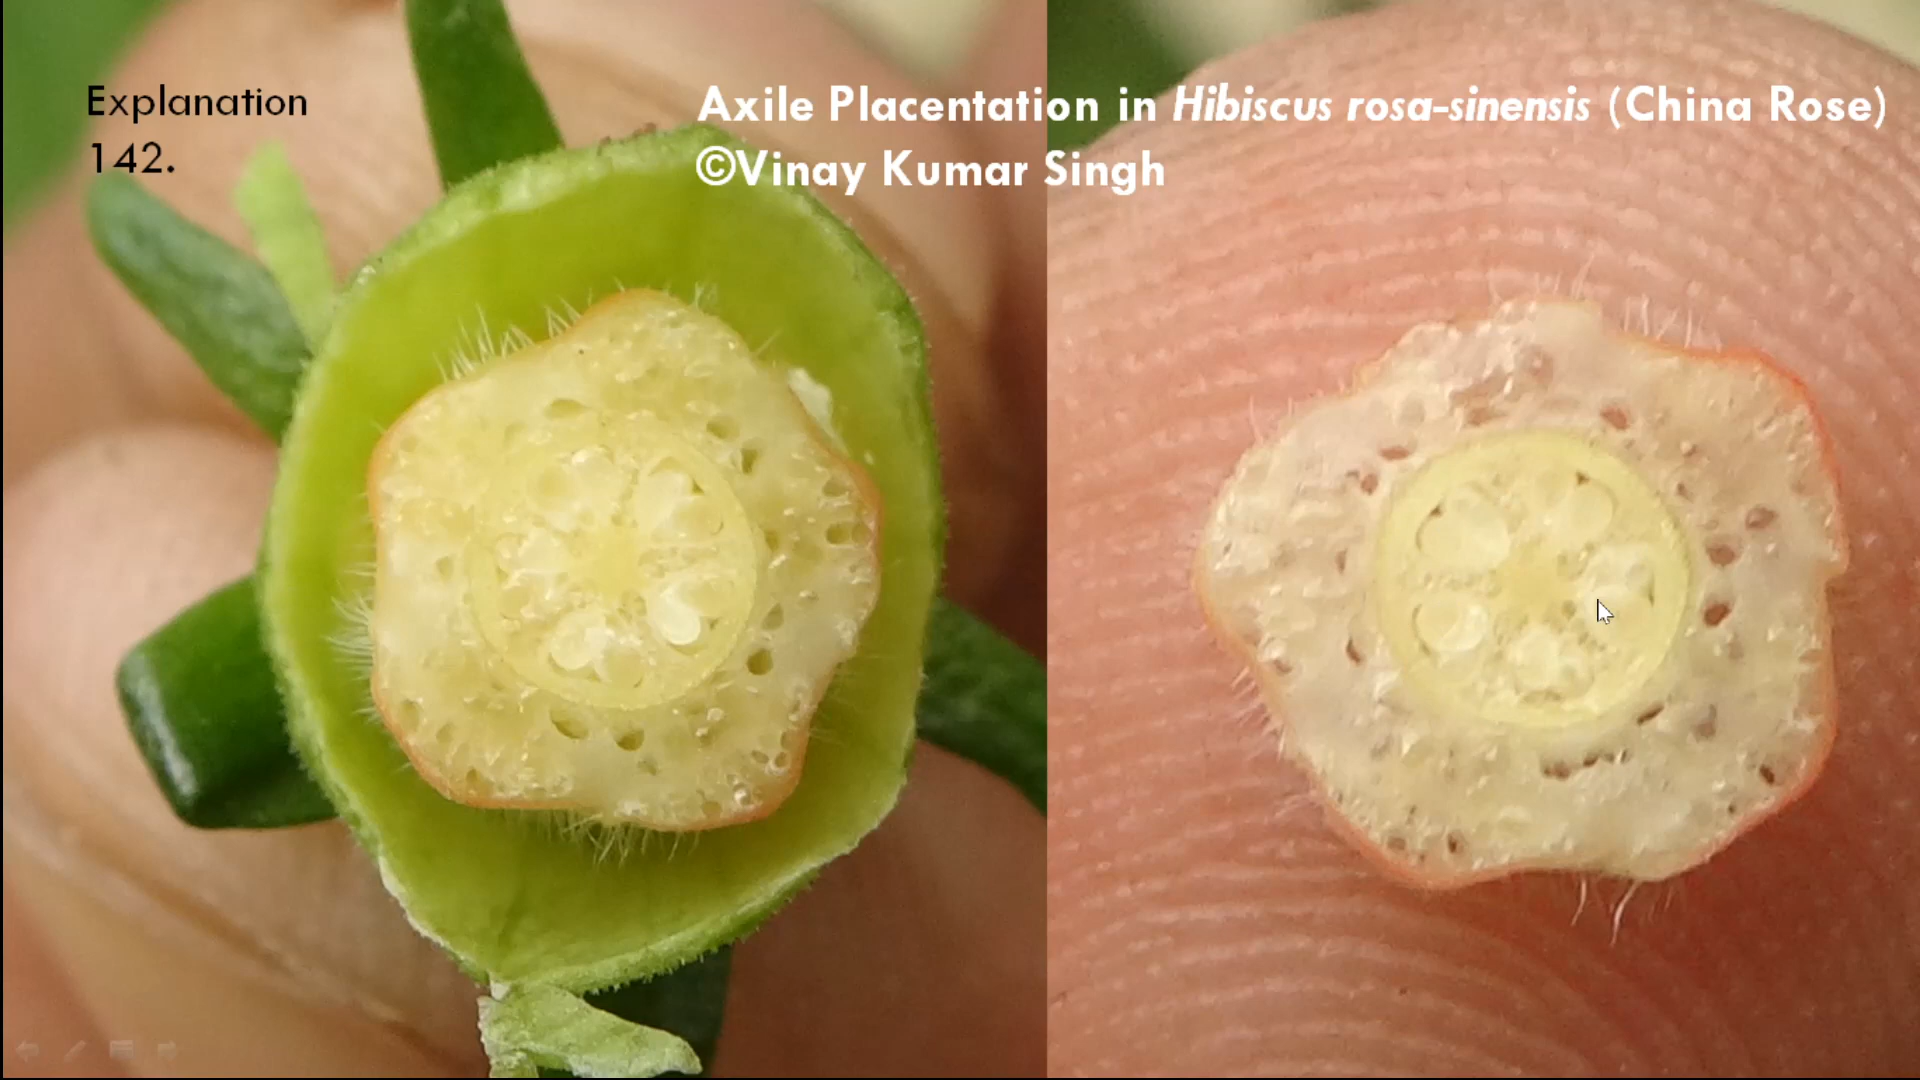 Explanation
142.
Axile Placentation in Hibiscus rosa-sinensis (China Rose)
©Vinay Kumar Singh